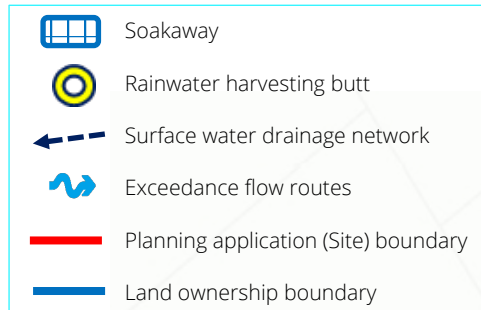 Soakaway
Rainwater harvesting butt
Surface water drainage network
Exceedance flow routes
Planning application (Site) boundary
Land ownership boundary